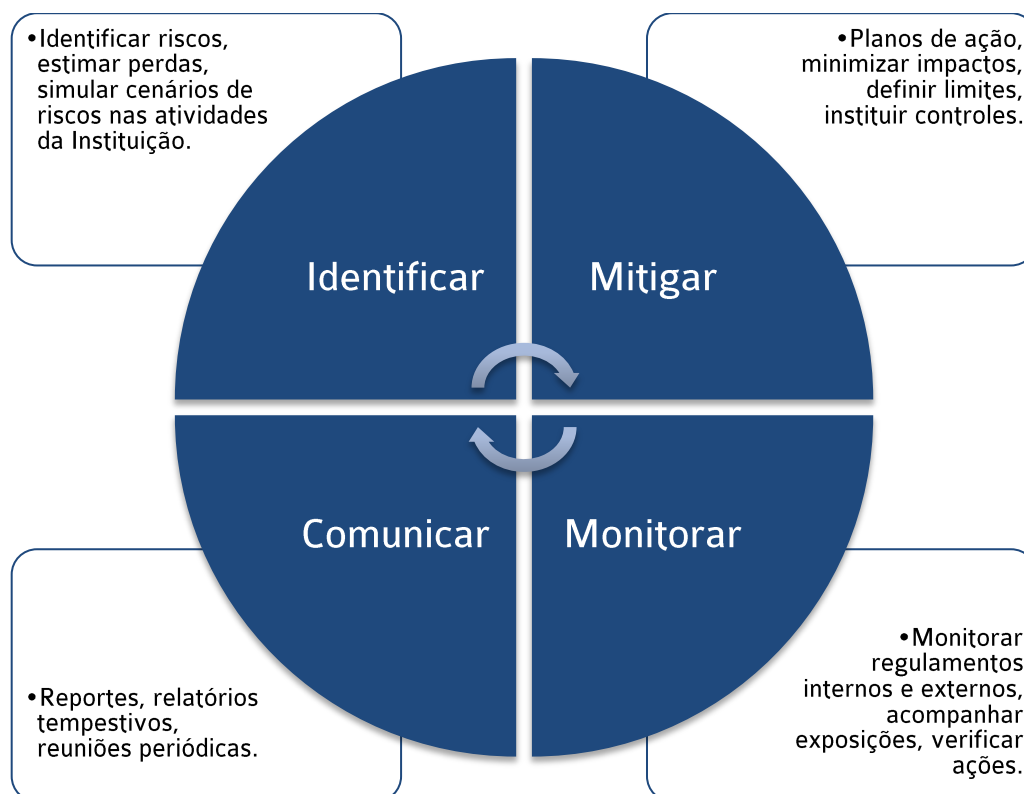 •Identificar riscos,
estimar perdas,
simular cenários de
riscos nas atividades
da Instituição.
•Planos de ação,
minimizar impactos,
definir limites,
instituir controles.
Identificar
Mitigar
Comunicar
Monitorar
•Reportes, relatórios
tempestivos,
reuniões periódicas.
•Monitorar
regulamentos
internos e externos,
acompanhar
exposições, verificar
ações.